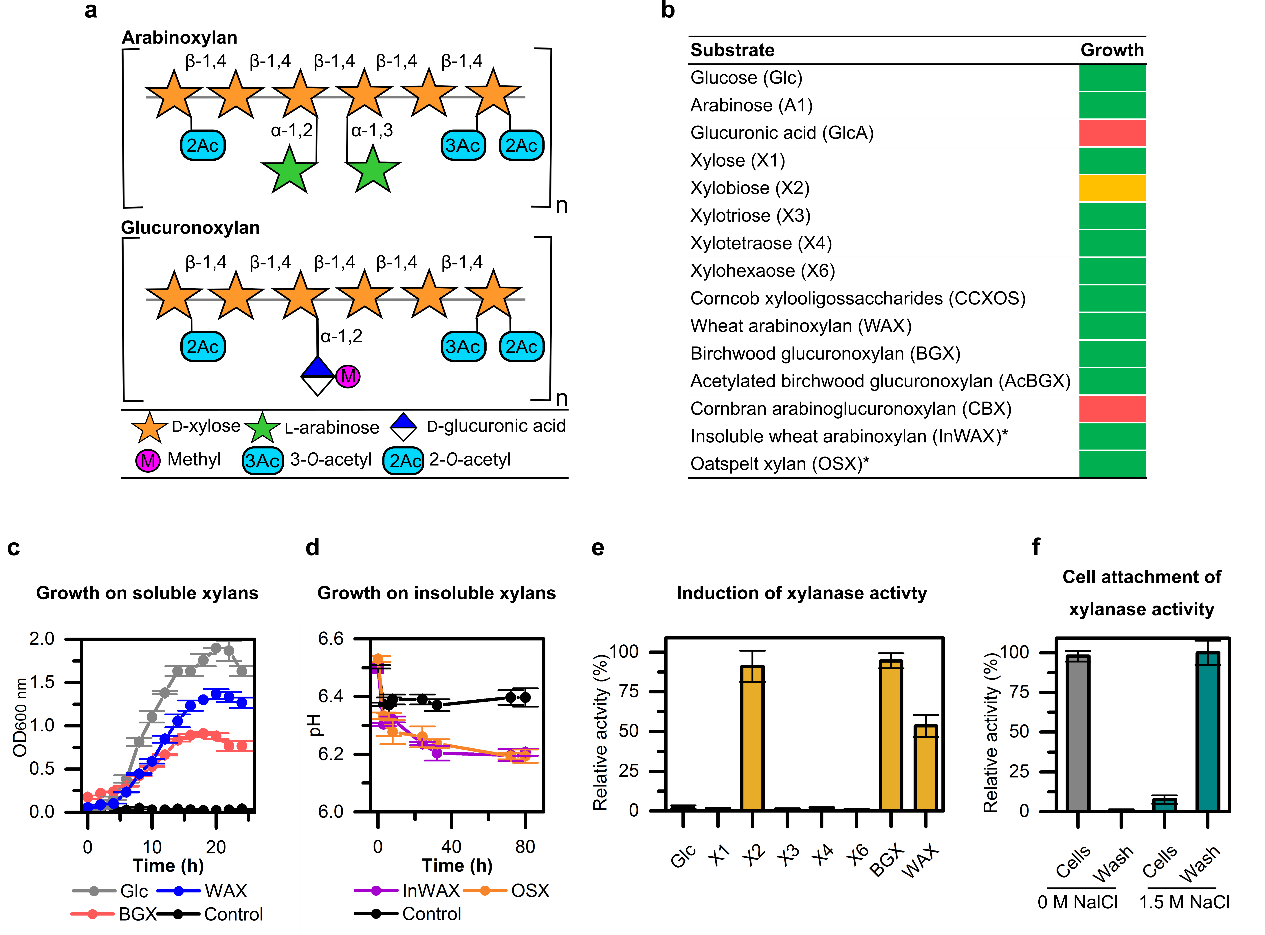 a
Arabinoxylan
β-1,4 β-1,4 β-1,4 β-1,4 β-1,4
α-1,2 α-1,3
2Ac 3Ac 2Ac
n
Glucuronoxylan
β-1,4 β-1,4 β-1,4 β-1,4 β-1,4
α-1,2
2Ac 3Ac 2Ac
M
n
D-xylose L-arabinose D-glucuronic acid
M Methyl 3Ac 3-O-acetyl 2Ac 2-O-acetyl
b
Substrate Growth
Glucose (Glc)
Arabinose (A1)
Glucuronic acid (GlcA)
Xylose (X1)
Xylobiose (X2)
Xylotriose (X3)
Xylotetraose (X4)
Xylohexaose (X6)
Corncob xylooligossaccharides (CCXOS)
Wheat arabinoxylan (WAX)
Birchwood glucuronoxylan (BGX)
Acetylated birchwood glucuronoxylan (AcBGX)
Cornbran arabinoglucuronoxylan (CBX)
Insoluble wheat arabinoxylan (InWAX)*
Oatspelt xylan (OSX)*
c
Growth on soluble xylans
OD600 nm
2.0
1.5
1.0
0.5
0.0
0 10 20
Time (h)
Glc WAX
BGX Control
d
Growth on insoluble xylans
pH
6.6
6.4
6.2
6.0
0 40 80
Time (h)
InWAX OSX
Control
e
Induction of xylanase activty
Relative activty (%)
100
75
50
25
0
Glc X1 X2 X3 X4 X6 BGX WAX
f
Cell attachment of
xylanase activity
Relative activity (%)
100
75
50
25
0
Cells Wash Cells Wash
0 M NalCl 1.5 M NaCl